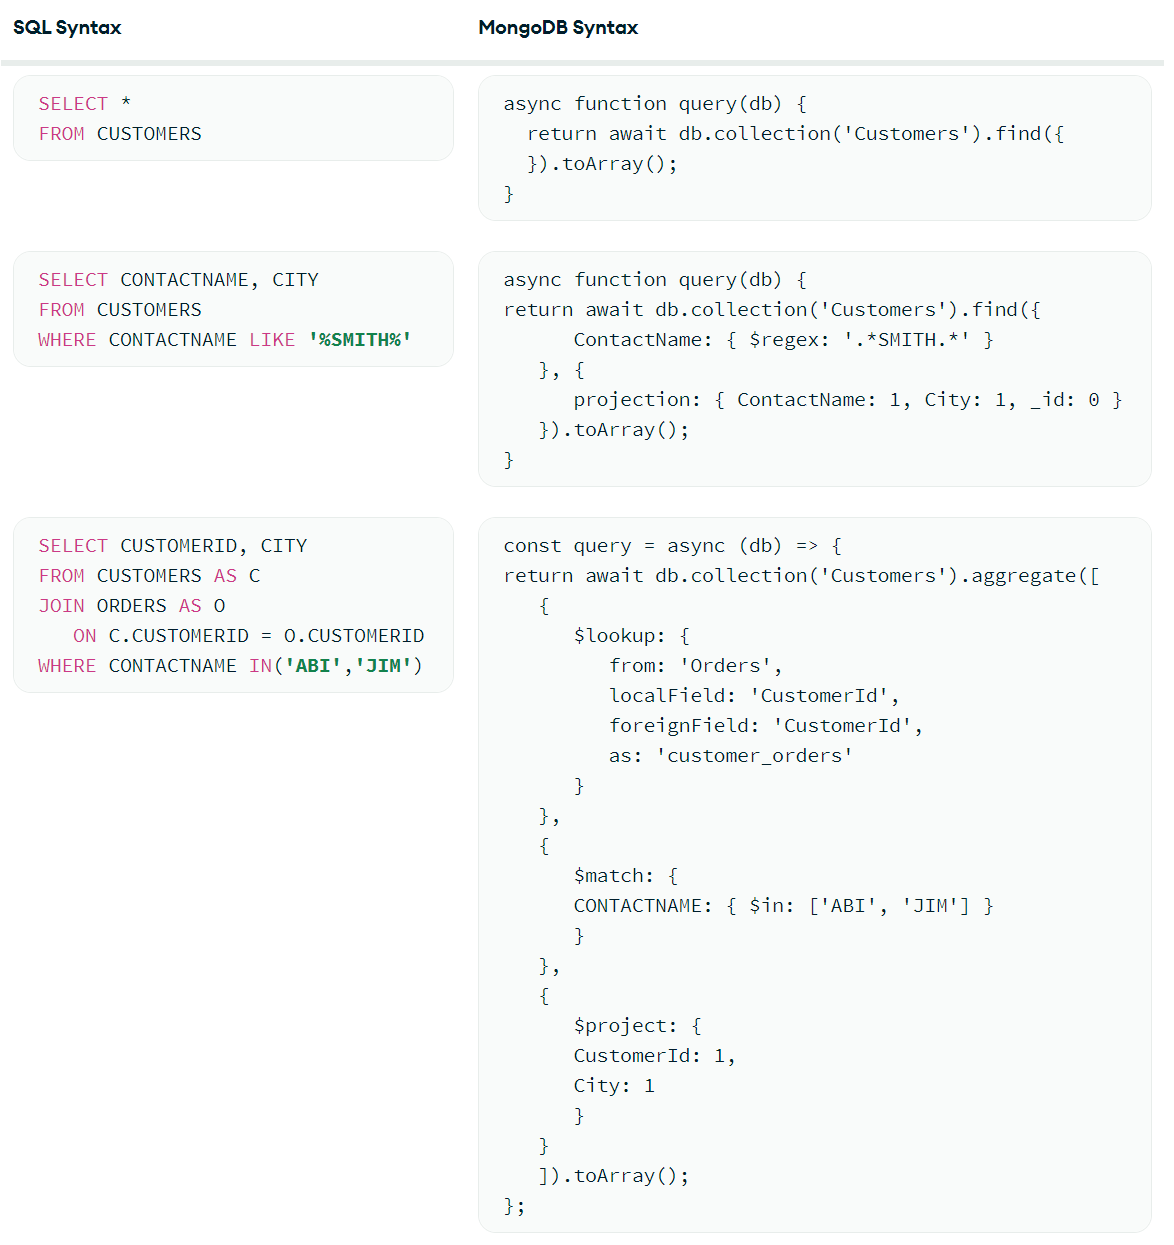 SQL Syntax
MongoDB Syntax
SELECT *
FROM CUSTOMERS
async function query(db) {
  return await db.collection('Customers').find({
  }).toArray();
}
SELECT CONTACTNAME, CITY
FROM CUSTOMERS
WHERE CONTACTNAME LIKE '%SMITH%'
async function query(db) {
return await db.collection('Customers').find({
      ContactName: { $regex: '.*SMITH.*' }
   }, {
      projection: { ContactName: 1, City: 1, _id: 0 }
   }).toArray();
}
SELECT CUSTOMERID, CITY
FROM CUSTOMERS AS C
JOIN ORDERS AS O
   ON C.CUSTOMERID = O.CUSTOMERID
WHERE CONTACTNAME IN('ABI','JIM')
const query = async (db) => {
return await db.collection('Customers').aggregate([
   {
      $lookup: {
         from: 'Orders',
         localField: 'CustomerId',
         foreignField: 'CustomerId',
         as: 'customer_orders'
      }
   },
   {
      $match: {
      CONTACTNAME: { $in: ['ABI', 'JIM'] }
      }
   },
   {
      $project: {
      CustomerId: 1,
      City: 1
      }
   }
   ]).toArray();
};